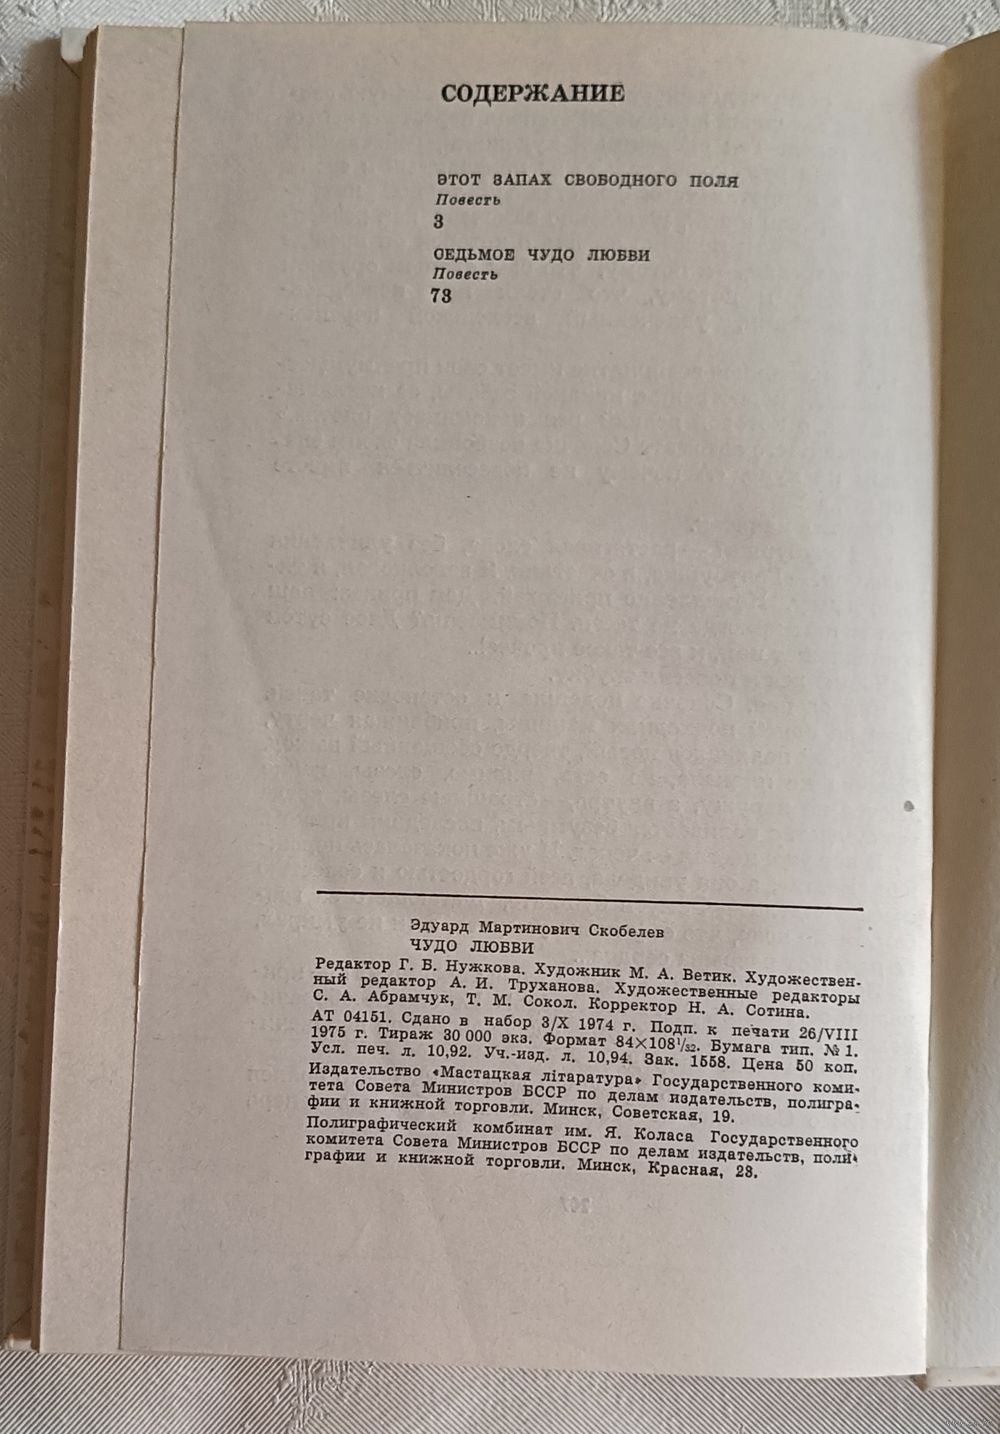 СОДЕРЖАНИЕ
ЭТОТ ЗАПАХ СВОБОДНОГО ПОЛЯ
Повесть
3
СЕДЬМОЕ ЧУДО ЛЮБВИ
Повесть
73
Эдуард Мартинович Скобелев
ЧУДО ЛЮБВИ
Редактор Г. Б. Нужкова. Художник М. А. Ветик. Художествен-
ный редактор А. И. Труханова. Художественные редакторы
С. А. Абрамчук, Т. М. Сокол. Корректор Н. А. Сотина.
АТ 04151. Сдано в набор 3/X 1974 г. Подп. к печати 26/VIII
1975 г. Тираж 30 000 экз. Формат 84×108¹/₃₂. Бумага тип. № 1.
Усл. печ. л. 10,92. Уч.-изд. л. 10,94. Зак. 1558. Цена 50 коп.
Издательство «Мастацкая літаратура» Государственного коми-
тета Совета Министров БССР по делам издательств, полигра-
фии и книжной торговли. Минск, Советская, 19.
Полиграфический комбинат им. Я. Коласа Государственного
комитета Совета Министров БССР по делам издательств, поли-
графии и книжной торговли. Минск, Красная, 23.